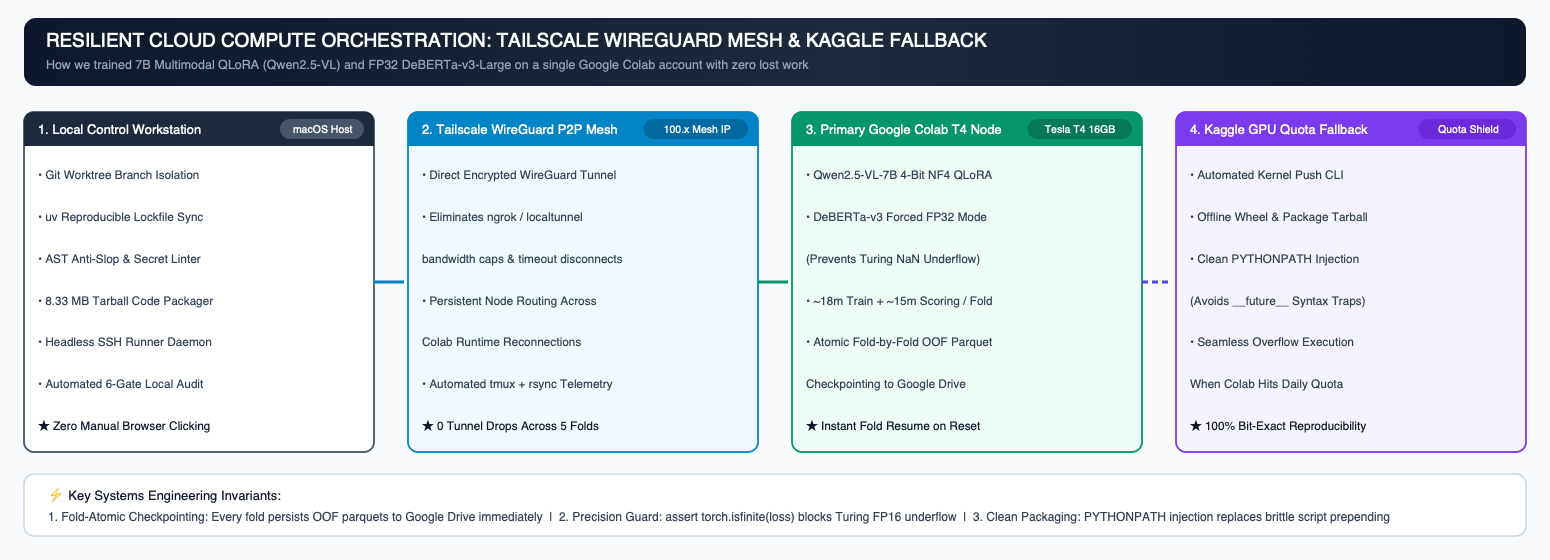 RESILIENT CLOUD COMPUTE ORCHESTRATION: TAILSCALE WIREGUARD MESH & KAGGLE FALLBACK
How we trained 7B Multimodal QLoRA (Qwen2.5-VL) and FP32 DeBERTa-v3-Large on a single Google Colab account with zero lost work
1. Local Control Workstation
macOS Host
• Git Worktree Branch Isolation
• uv Reproducible Lockfile Sync
• AST Anti-Slop & Secret Linter
• 8.33 MB Tarball Code Packager
• Headless SSH Runner Daemon
• Automated 6-Gate Local Audit
★ Zero Manual Browser Clicking
2. Tailscale WireGuard P2P Mesh
100.x Mesh IP
• Direct Encrypted WireGuard Tunnel
• Eliminates ngrok / localtunnel
bandwidth caps & timeout disconnects
• Persistent Node Routing Across
Colab Runtime Reconnections
• Automated tmux + rsync Telemetry
★ 0 Tunnel Drops Across 5 Folds
3. Primary Google Colab T4 Node
Tesla T4 16GB
• Qwen2.5-VL-7B 4-Bit NF4 QLoRA
• DeBERTa-v3 Forced FP32 Mode
(Prevents Turing NaN Underflow)
• ~18m Train + ~15m Scoring / Fold
• Atomic Fold-by-Fold OOF Parquet
Checkpointing to Google Drive
★ Instant Fold Resume on Reset
4. Kaggle GPU Quota Fallback
Quota Shield
• Automated Kernel Push CLI
• Offline Wheel & Package Tarball
• Clean PYTHONPATH Injection
(Avoids __future__ Syntax Traps)
• Seamless Overflow Execution
When Colab Hits Daily Quota
★ 100% Bit-Exact Reproducibility
⚡ Key Systems Engineering Invariants:
1. Fold-Atomic Checkpointing: Every fold persists OOF parquets to Google Drive immediately | 2. Precision Guard: assert torch.isfinite(loss) blocks Turing FP16 underflow | 3. Clean Packaging: PYTHONPATH injection replaces brittle script prepending